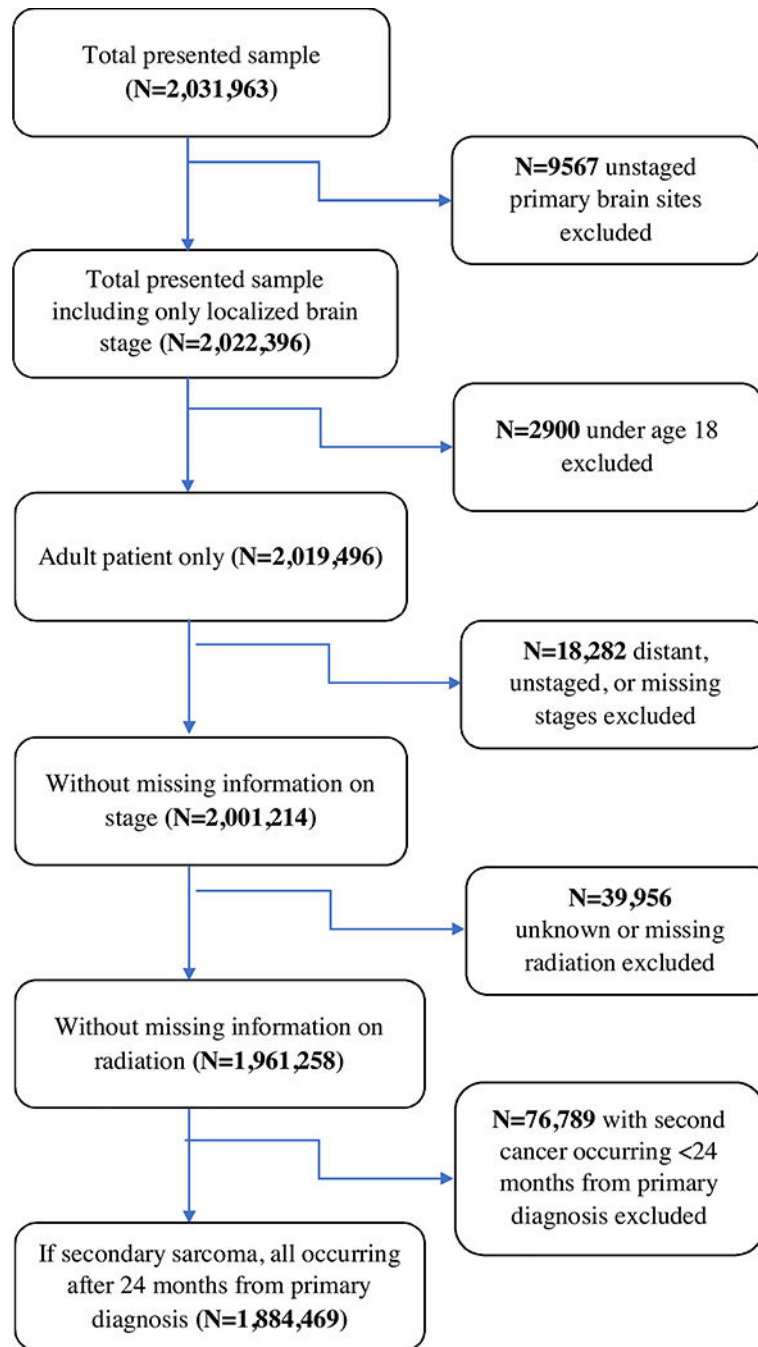 Total presented sample
(N=2,031,963)
N=9567 unstaged
primary brain sites
excluded
Total presented sample
including only localized brain
stage (N=2,022,396)
N=2900 under age 18
excluded
Adult patient only (N=2,019,496)
N=18,282 distant,
unstaged, or missing
stages excluded
Without missing information on
stage (N=2,001,214)
N=39,956
unknown or missing
radiation excluded
Without missing information on
radiation (N=1,961,258)
N=76,789 with second
cancer occurring <24
months from primary
diagnosis excluded
If secondary sarcoma, all occurring
after 24 months from primary
diagnosis (N=1,884,469)